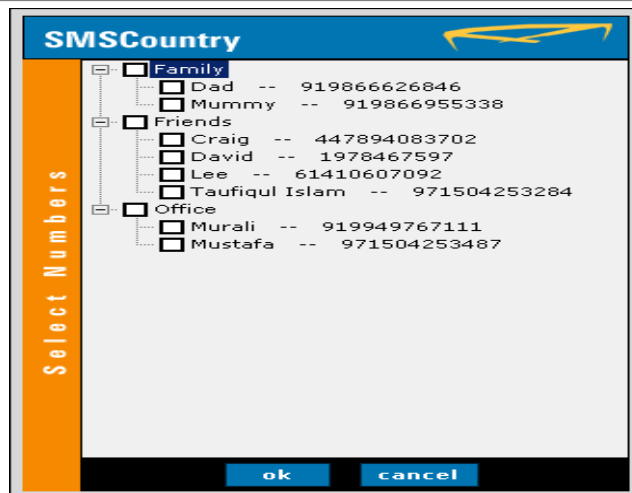 SMSCountry
Select Numbers
Family
Dad -- 919866626846
Mummy -- 919866955338
Friends
Craig -- 447894083702
David -- 1978467597
Lee -- 61410607092
Taufiqul Islam -- 971504253284
Office
Murali -- 919949767111
Mustafa -- 971504253487
ok cancel